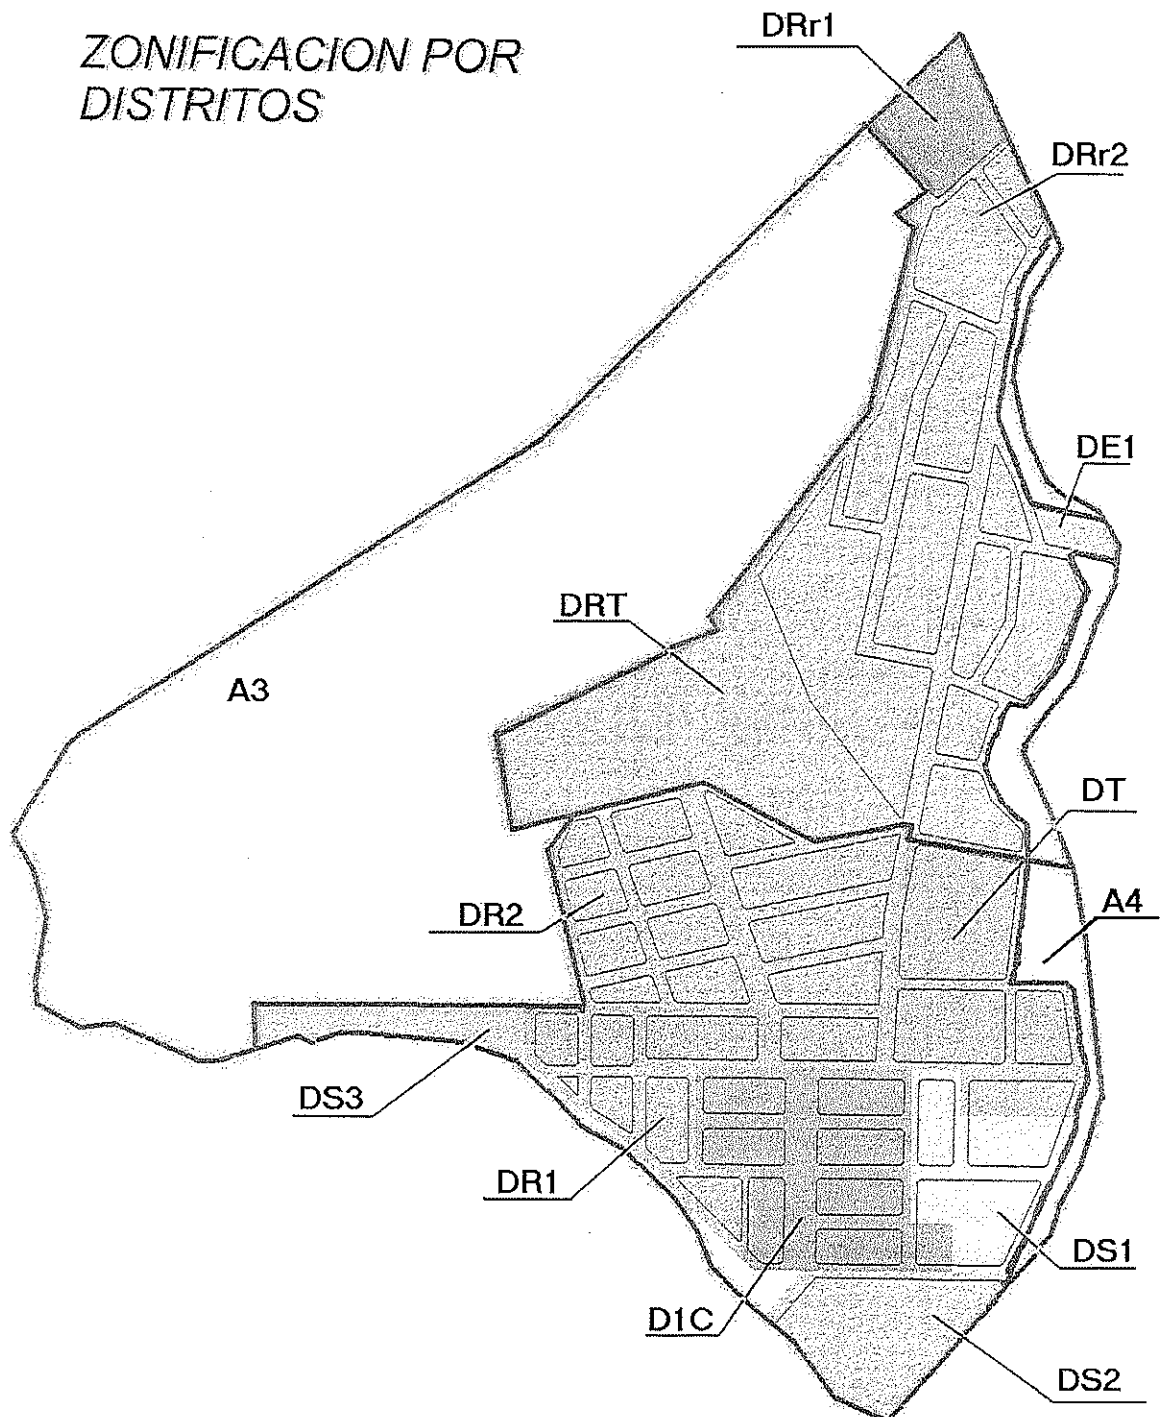 ZONIFICACION POR
DISTRITOS
DRr1
DRr2
DE1
DRT
A3
DT
A4
DR2
DS3
DR1
DS1
D1C
DS2